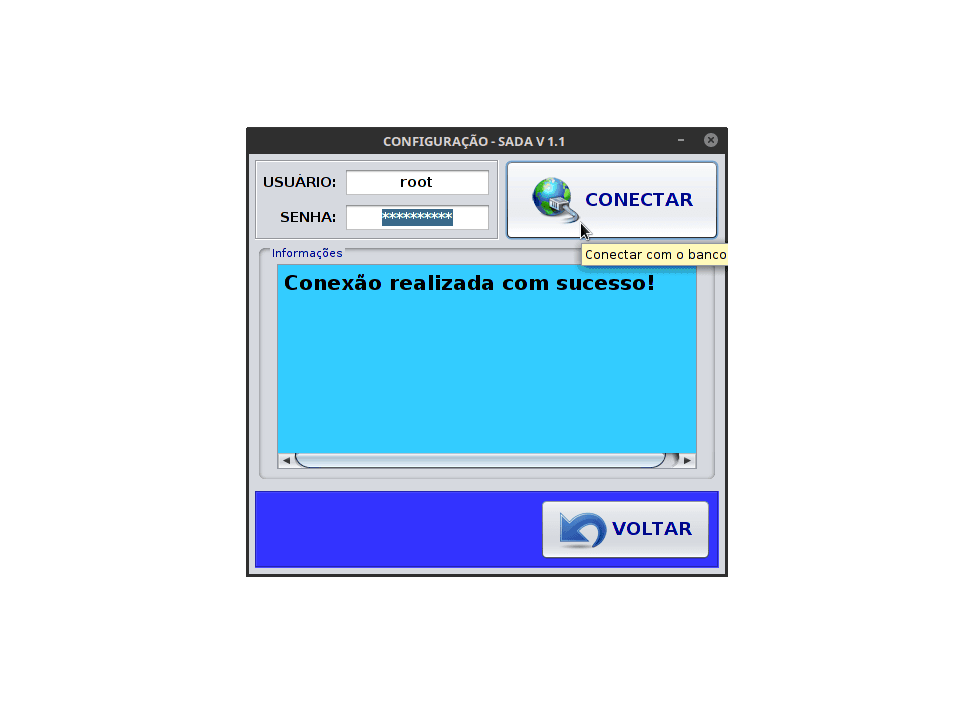 CONFIGURAÇÃO - SADA V 1.1
USUÁRIO: root
SENHA: **********
CONECTAR
Conectar com o banco
Informações
Conexão realizada com sucesso!
VOLTAR